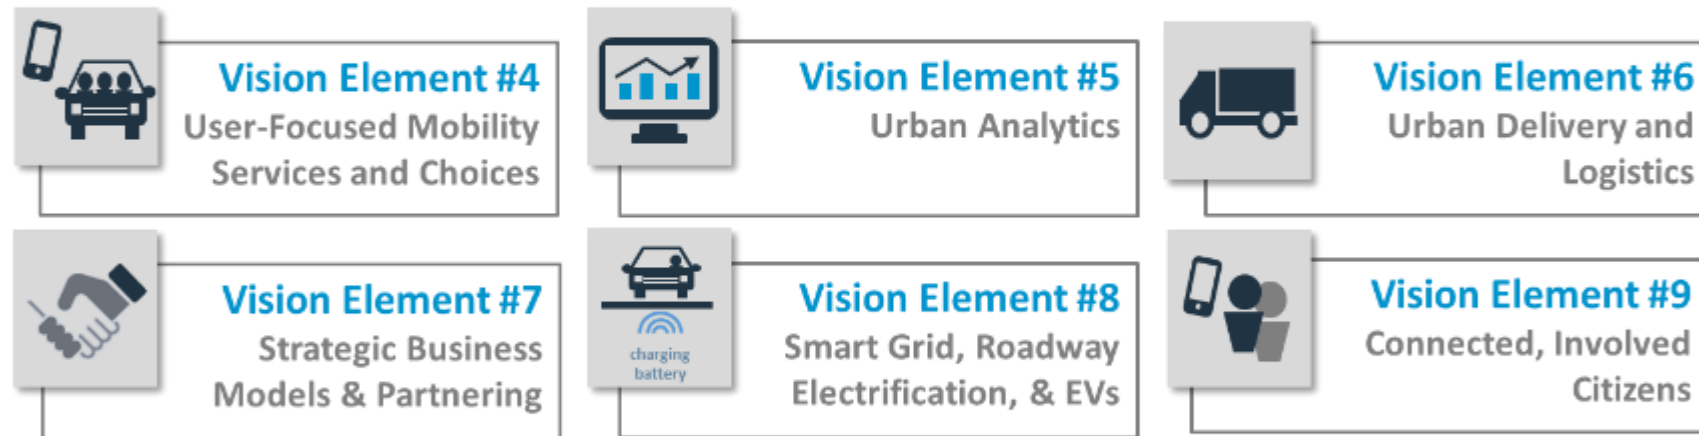 Vision Element #4
User-Focused Mobility
Services and Choices
Vision Element #5
Urban Analytics
Vision Element #6
Urban Delivery and
Logistics
Vision Element #7
Strategic Business
Models & Partnering
charging
battery
Vision Element #8
Smart Grid, Roadway
Electrification, & EVs
Vision Element #9
Connected, Involved
Citizens